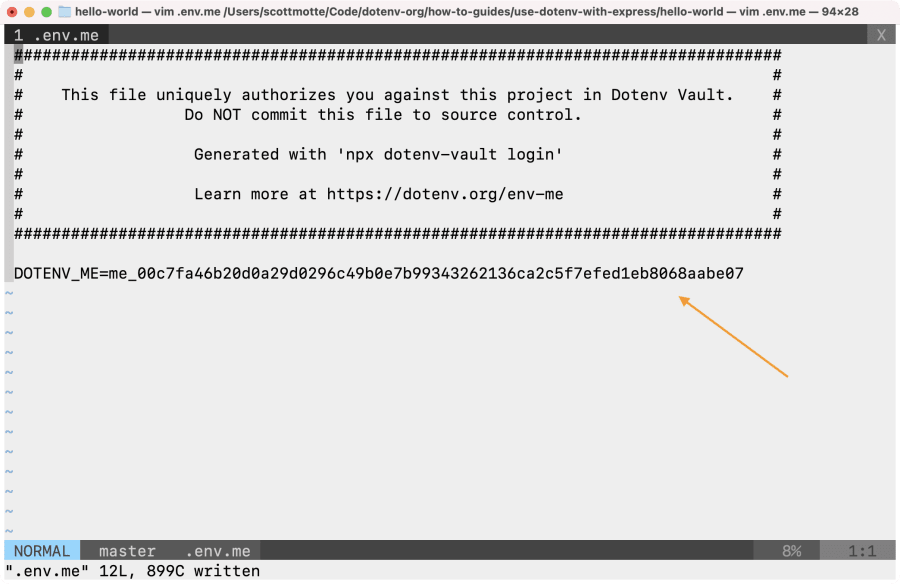 hello-world — vim .env.me /Users/scottmotte/Code/dotenv-org/how-to-guides/use-dotenv-with-express/hello-world — vim .env.me — 94×28
1 .env.me X
#################################################################################
#                                                                               #
#    This file uniquely authorizes you against this project in Dotenv Vault.    #
#                 Do NOT commit this file to source control.                    #
#                                                                               #
#                  Generated with 'npx dotenv-vault login'                      #
#                                                                               #
#                  Learn more at https://dotenv.org/env-me                      #
#                                                                               #
#################################################################################
DOTENV_ME=me_00c7fa46b20d0a29d0296c49b0e7b99343262136ca2c5f7efed1eb8068aabe07
~
~
~
~
~
~
~
~
~
~
~
~
~
NORMAL master .env.me 8% 1:1
".env.me" 12L, 899C written